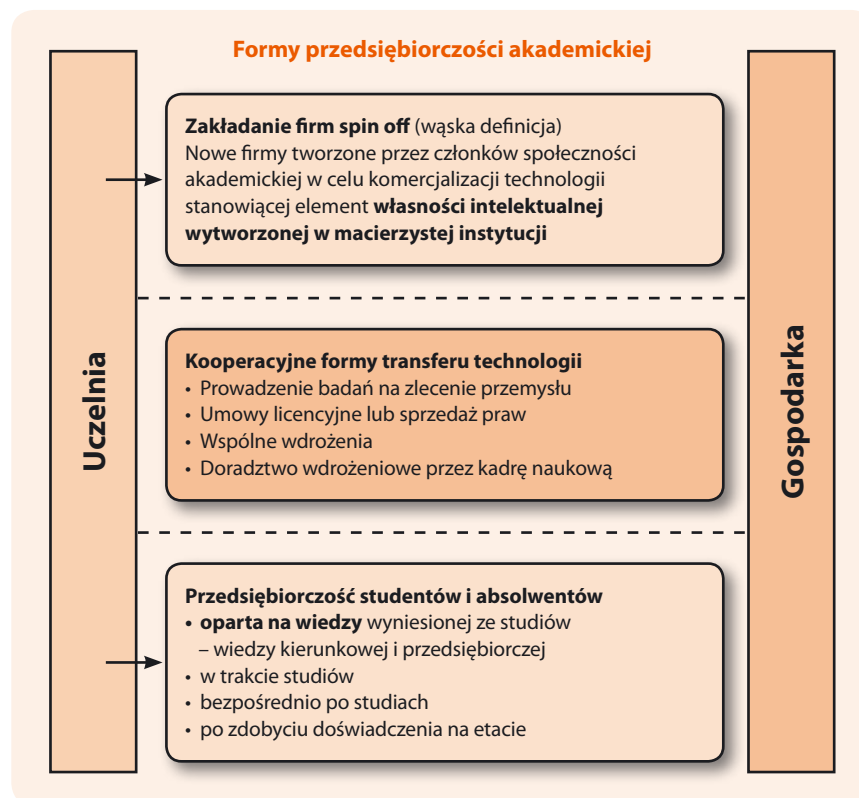 Formy przedsiębiorczości akademickiej
Uczelnia
Zakładanie firm spin off (wąska definicja)
Nowe firmy tworzone przez członków społeczności
akademickiej w celu komercjalizacji technologii
stanowiącej element własności intelektualnej
wytworzonej w macierzystej instytucji
Kooperacyjne formy transferu technologii
• Prowadzenie badań na zlecenie przemysłu
• Umowy licencyjne lub sprzedaż praw
• Wspólne wdrożenia
• Doradztwo wdrożeniowe przez kadrę naukową
Przedsiębiorczość studentów i absolwentów
• oparta na wiedzy wyniesionej ze studiów
– wiedzy kierunkowej i przedsiębiorczej
• w trakcie studiów
• bezpośrednio po studiach
• po zdobyciu doświadczenia na etacie
Gospodarka